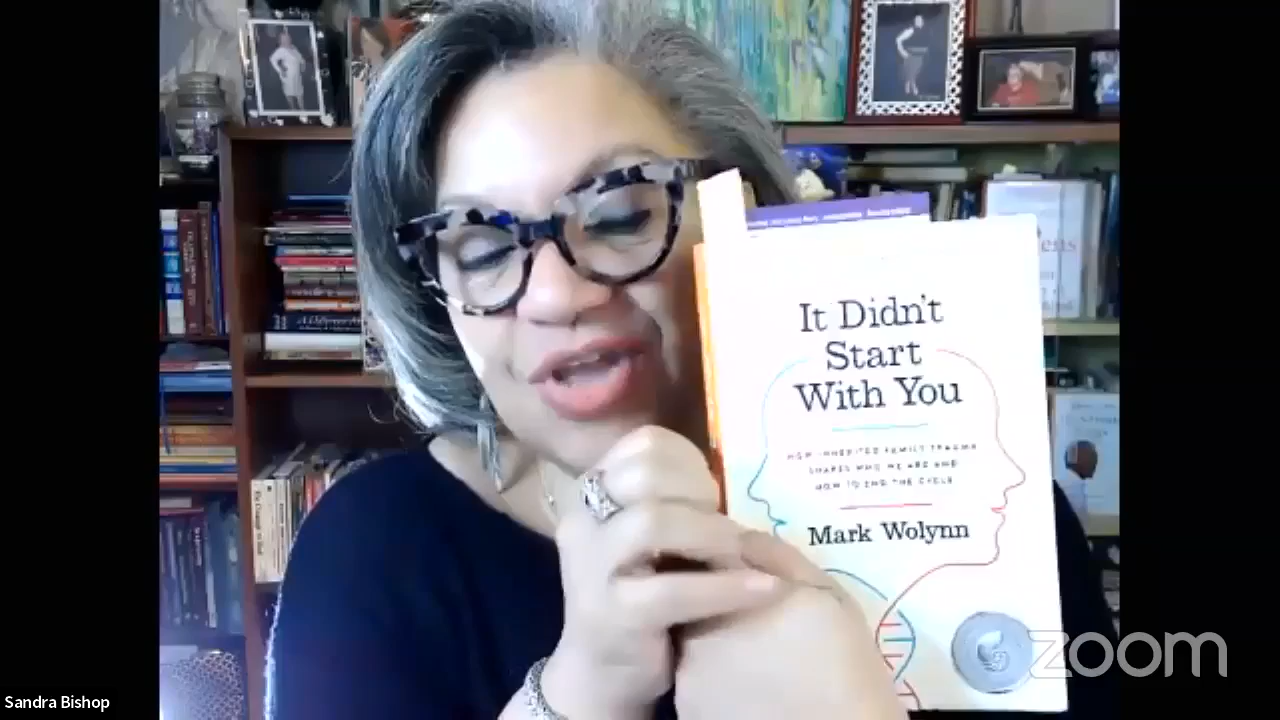 It Didn't
Start
With You
HOW INHERITED FAMILY TRAUMA
SHAPES WHO WE ARE AND
HOW TO END THE CYCLE
Mark Wolynn
zoom
Sandra Bishop